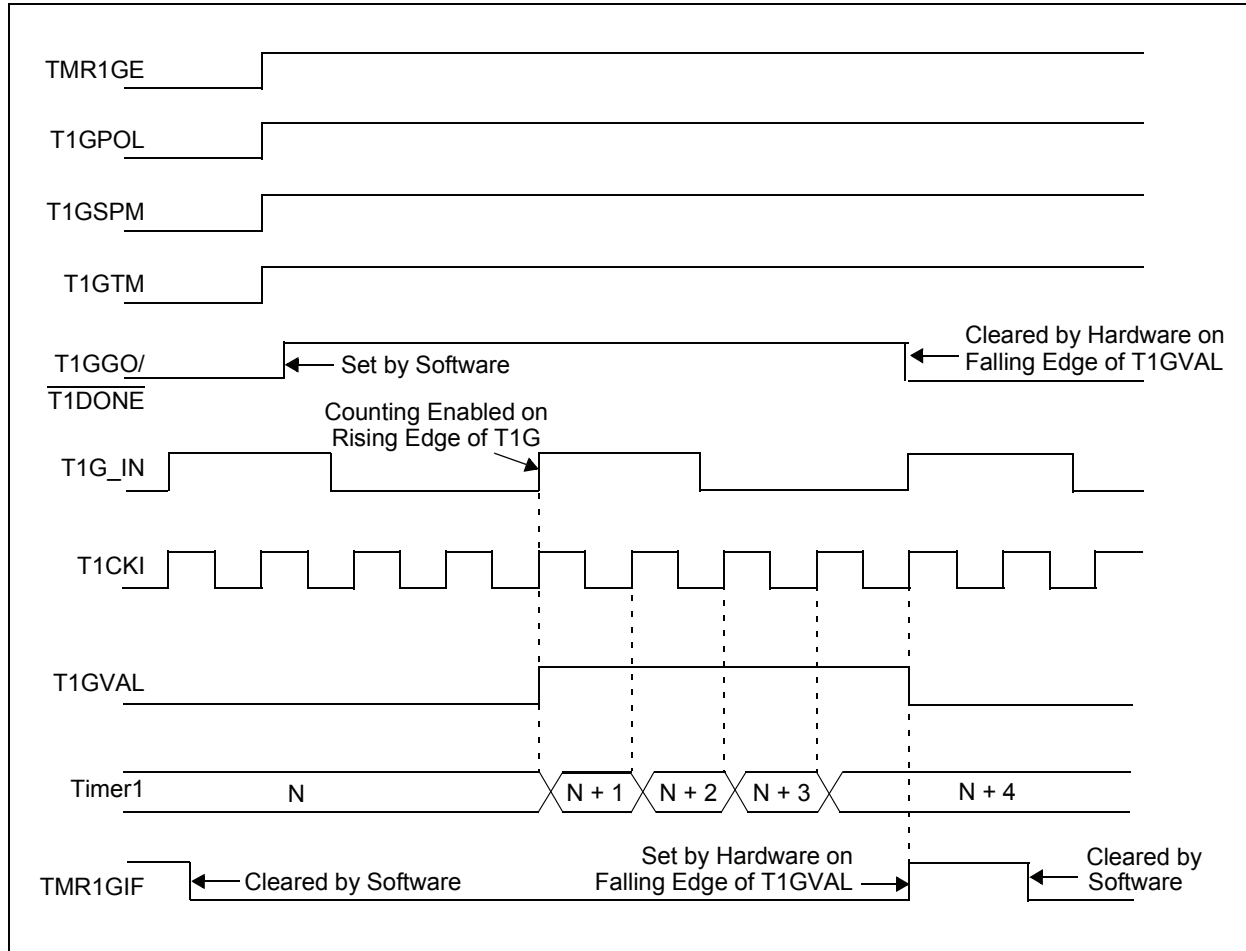 TMR1GE
T1GPOL
T1GSPM
T1GTM
T1GGO/
T1DONE
Set by Software
Cleared by Hardware on
Falling Edge of T1GVAL
Counting Enabled on
Rising Edge of T1G
T1G_IN
T1CKI
T1GVAL
Timer1
N
N + 1
N + 2
N + 3
N + 4
TMR1GIF
Cleared by Software
Set by Hardware on
Falling Edge of T1GVAL
Cleared by
Software